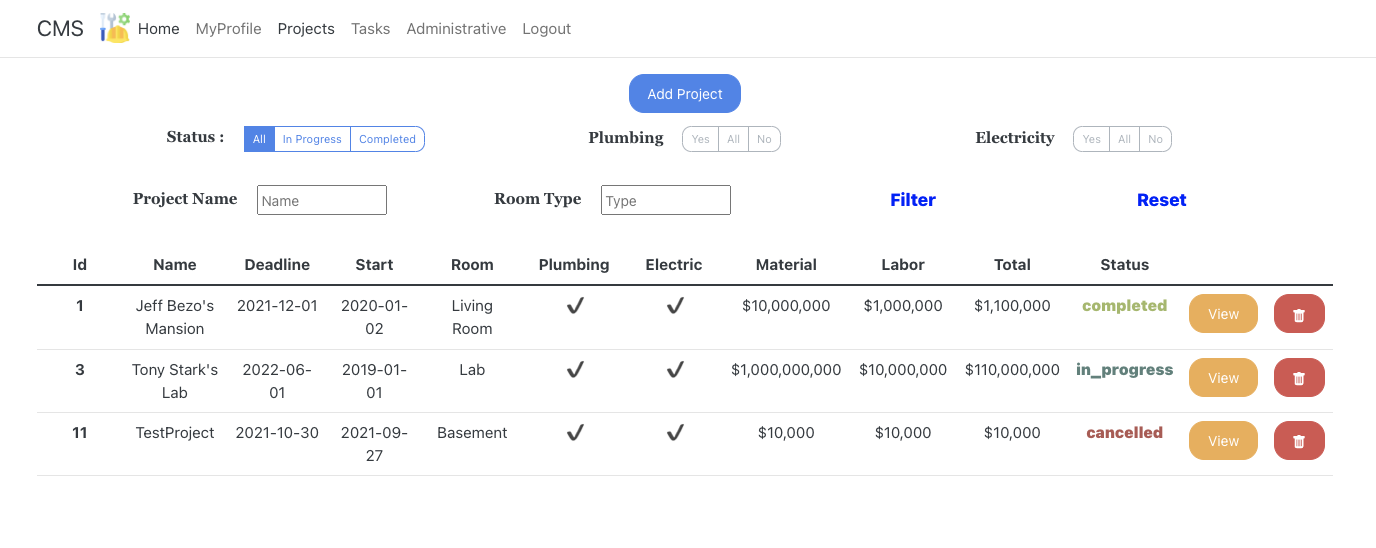 CMS Home MyProfile Projects Tasks Administrative Logout
Add Project
Status : All In Progress Completed Plumbing Yes All No Electricity Yes All No
Project Name Name Room Type Type Filter Reset
Id Name Deadline Start Room Plumbing Electric Material Labor Total Status
1 Jeff Bezo's 2021-12-01 2020-01- Living ✔ ✔ $10,000,000 $1,000,000 $1,100,000 completed View
Mansion 02 Room
3 Tony Stark's 2022-06- 2019-01- Lab ✔ ✔ $1,000,000,000 $10,000,000 $110,000,000 in_progress View
Lab 01 01
11 TestProject 2021-10-30 2021-09- Basement ✔ ✔ $10,000 $10,000 $10,000 cancelled View
27